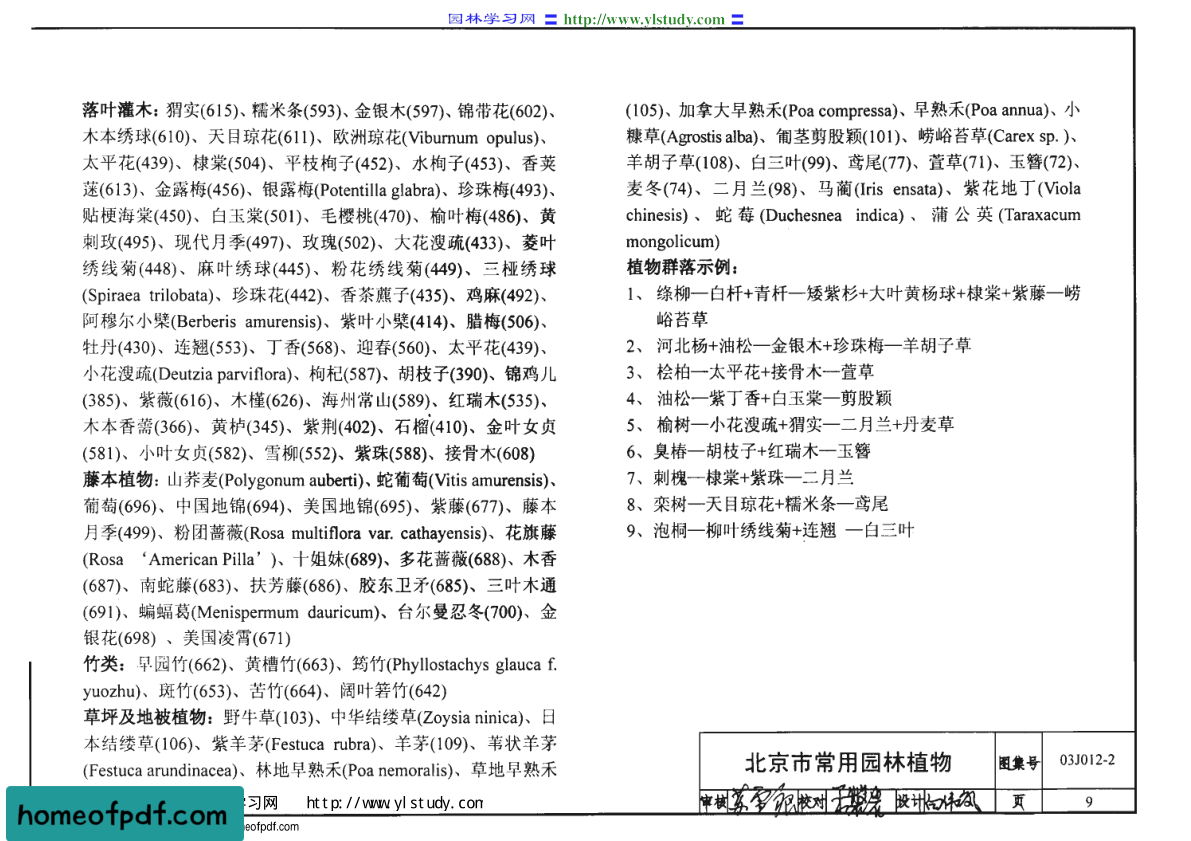 园林学习网 〓 http://www.ylstudy.com 〓
落叶灌木：猬实(615)、糯米条(593)、金银木(597)、锦带花(602)、
木本绣球(610)、天目琼花(611)、欧洲琼花(Viburnum opulus)、
太平花(439)、棣棠(504)、平枝栒子(452)、水栒子(453)、香荚
蒾(613)、金露梅(456)、银露梅(Potentilla glabra)、珍珠梅(493)、
贴梗海棠(450)、白玉棠(501)、毛樱桃(470)、榆叶梅(486)、黄
刺玫(495)、现代月季(497)、玫瑰(502)、大花溲疏(433)、菱叶
绣线菊(448)、麻叶绣球(445)、粉花绣线菊(449)、三桠绣球
(Spiraea trilobata)、珍珠花(442)、香茶藨子(435)、鸡麻(492)、
阿穆尔小檗(Berberis amurensis)、紫叶小檗(414)、腊梅(506)、
牡丹(430)、连翘(553)、丁香(568)、迎春(560)、太平花(439)、
小花溲疏(Deutzia parviflora)、枸杞(587)、胡枝子(390)、锦鸡儿
(385)、紫薇(616)、木槿(626)、海州常山(589)、红瑞木(535)、
木本香薷(366)、黄栌(345)、紫荆(402)、石榴(410)、金叶女贞
(581)、小叶女贞(582)、雪柳(552)、紫珠(588)、接骨木(608)
藤本植物：山荞麦(Polygonum auberti)、蛇葡萄(Vitis amurensis)、
葡萄(696)、中国地锦(694)、美国地锦(695)、紫藤(677)、藤本
月季(499)、粉团蔷薇(Rosa multiflora var. cathayensis)、花旗藤
(Rosa ‘American Pilla’)、十姐妹(689)、多花蔷薇(688)、木香
(687)、南蛇藤(683)、扶芳藤(686)、胶东卫矛(685)、三叶木通
(691)、蝙蝠葛(Menispermum dauricum)、台尔曼忍冬(700)、金
银花(698) 、美国凌霄(671)
竹类：早园竹(662)、黄槽竹(663)、筠竹(Phyllostachys glauca f.
yuozhu)、斑竹(653)、苦竹(664)、阔叶箬竹(642)
草坪及地被植物：野牛草(103)、中华结缕草(Zoysia ninica)、日
本结缕草(106)、紫羊茅(Festuca rubra)、羊茅(109)、苇状羊茅
(Festuca arundinacea)、林地早熟禾(Poa nemoralis)、草地早熟禾
(105)、加拿大早熟禾(Poa compressa)、早熟禾(Poa annua)、小
糠草(Agrostis alba)、匍茎剪股颖(101)、崂峪苔草(Carex sp. )、
羊胡子草(108)、白三叶(99)、鸢尾(77)、萱草(71)、玉簪(72)、
麦冬(74)、二月兰(98)、马蔺(Iris ensata)、紫花地丁(Viola
chinesis)、蛇莓(Duchesnea indica)、蒲公英(Taraxacum
mongolicum)
植物群落示例：
1、 绦柳—白杄+青杄—矮紫杉+大叶黄杨球+棣棠+紫藤—崂
峪苔草
2、 河北杨+油松—金银木+珍珠梅—羊胡子草
3、 桧柏—太平花+接骨木—萱草
4、 油松—紫丁香+白玉棠—剪股颖
5、 榆树—小花溲疏+猬实—二月兰+丹麦草
6、臭椿—胡枝子+红瑞木—玉簪
7、刺槐—棣棠+紫珠—二月兰
8、栾树—天目琼花+糯米条—鸢尾
9、泡桐—柳叶绣线菊+连翘 —白三叶
北京市常用园林植物 图集号 03J012-2
审核 校对 设计 页 9
学习网 http://www.ylstudy.com
homeofpdf.com
eofpdf.com